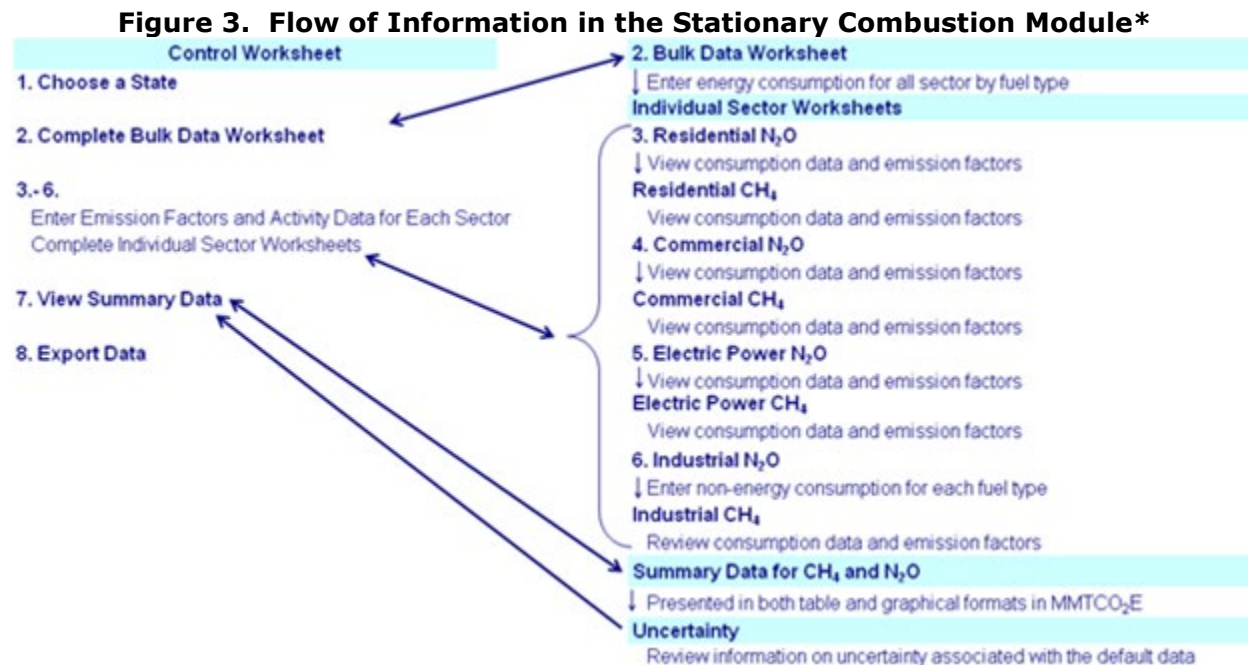 Figure 3. Flow of Information in the Stationary Combustion Module*
Control Worksheet
1. Choose a State
2. Complete Bulk Data Worksheet
3.-6.
Enter Emission Factors and Activity Data for Each Sector
Complete Individual Sector Worksheets
7. View Summary Data
8. Export Data
2. Bulk Data Worksheet
↓ Enter energy consumption for all sector by fuel type
Individual Sector Worksheets
3. Residential N₂O
↓ View consumption data and emission factors
Residential CH₄
View consumption data and emission factors
4. Commercial N₂O
↓ View consumption data and emission factors
Commercial CH₄
View consumption data and emission factors
5. Electric Power N₂O
↓ View consumption data and emission factors
Electric Power CH₄
View consumption data and emission factors
6. Industrial N₂O
↓ Enter non-energy consumption for each fuel type
Industrial CH₄
Review consumption data and emission factors
Summary Data for CH₄ and N₂O
↓ Presented in both table and graphical formats in MMTCO₂E
Uncertainty
Review information on uncertainty associated with the default data